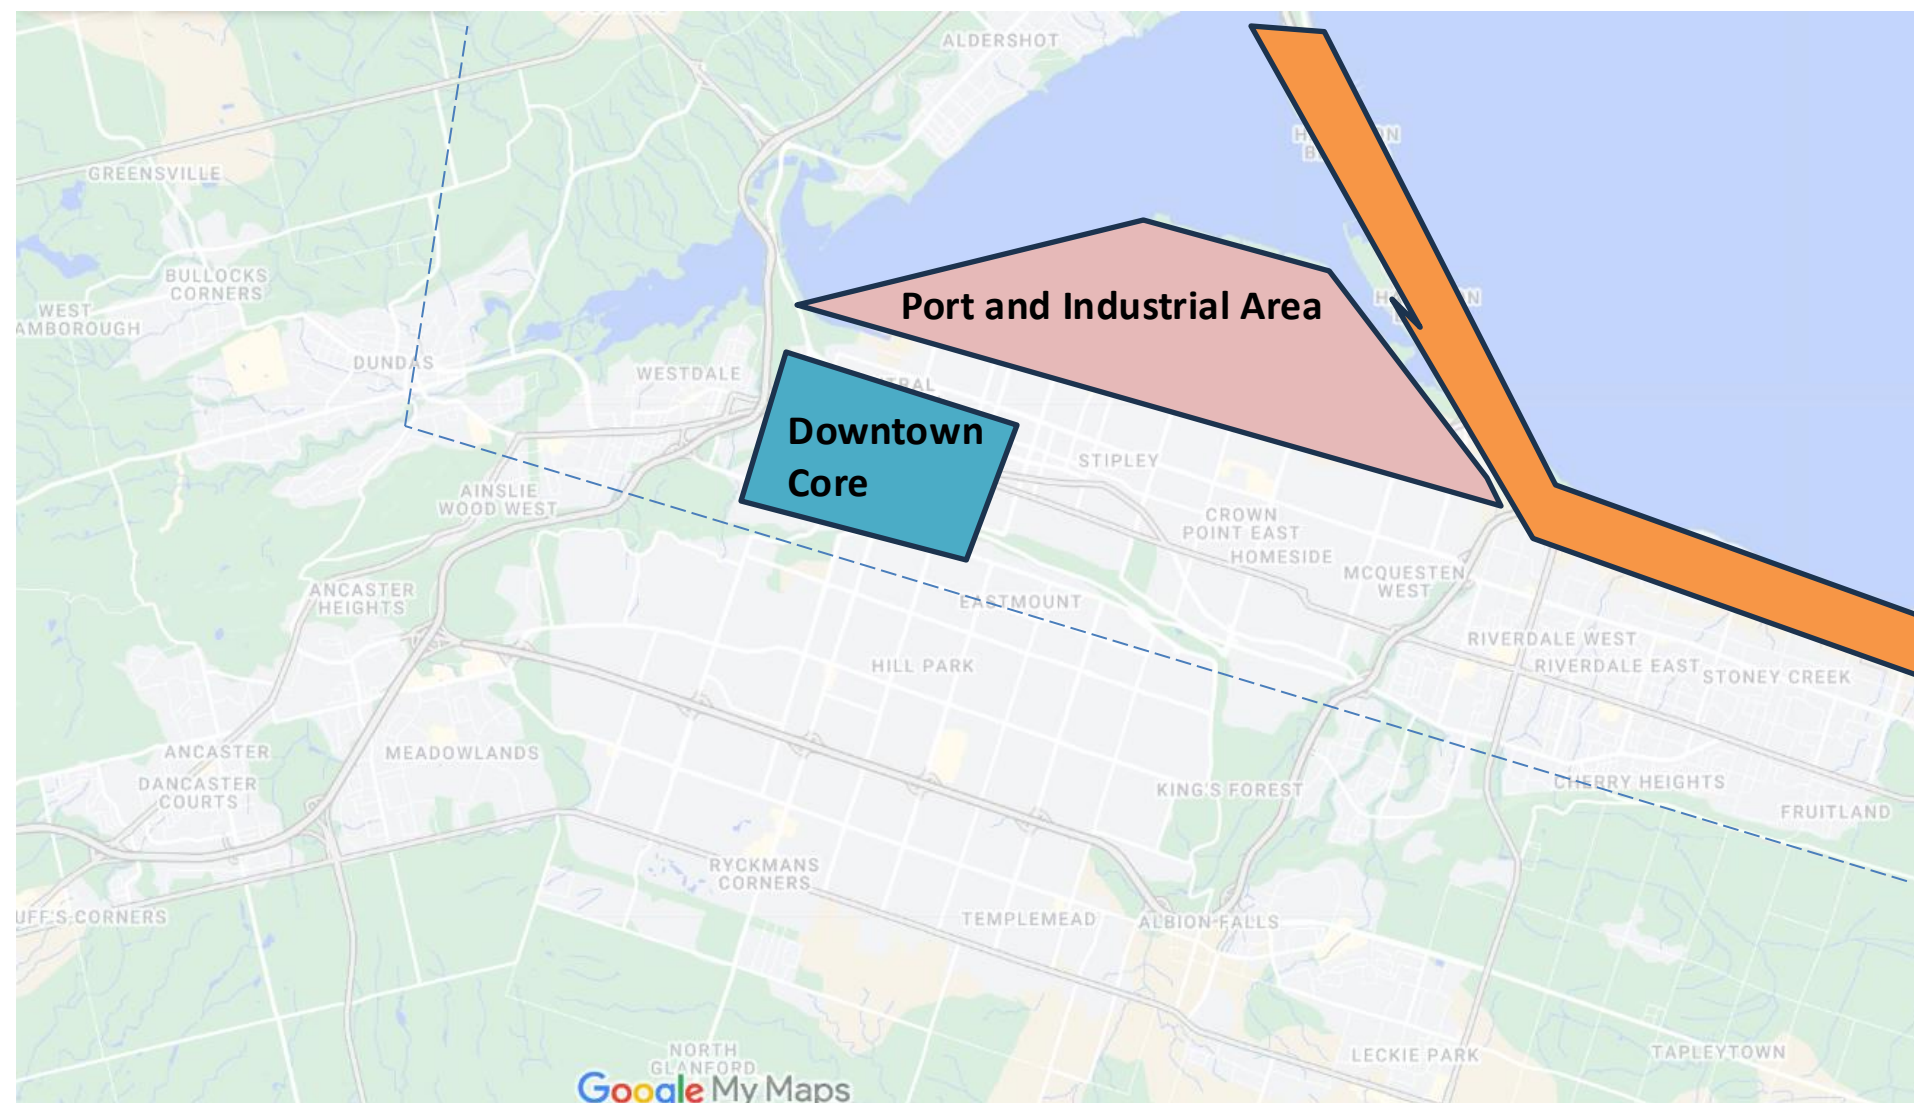 ALDERSHOT
GREENSVILLE
BULLOCKS
CORNERS
WEST
AMBOROUGH
DUNDAS
WESTDALE
Port and Industrial Area
Downtown
Core
STIPLEY
AINSLIE
WOOD WEST
CROWN
POINT EAST
HOMESIDE
MCQUESTEN
WEST
ANCASTER
HEIGHTS
EASTMOUNT
RIVERDALE WEST
RIVERDALE EAST
STONEY CREEK
HILL PARK
ANCASTER
MEADOWLANDS
DANCASTER
COURTS
KING'S FOREST
CHERRY HEIGHTS
FRUITLAND
RYCKMANS
CORNERS
UFF'S CORNERS
TEMPLEMEAD
ALBION FALLS
NORTH
GLANFORD
LECKIE PARK
TAPLEYTOWN
Google My Maps